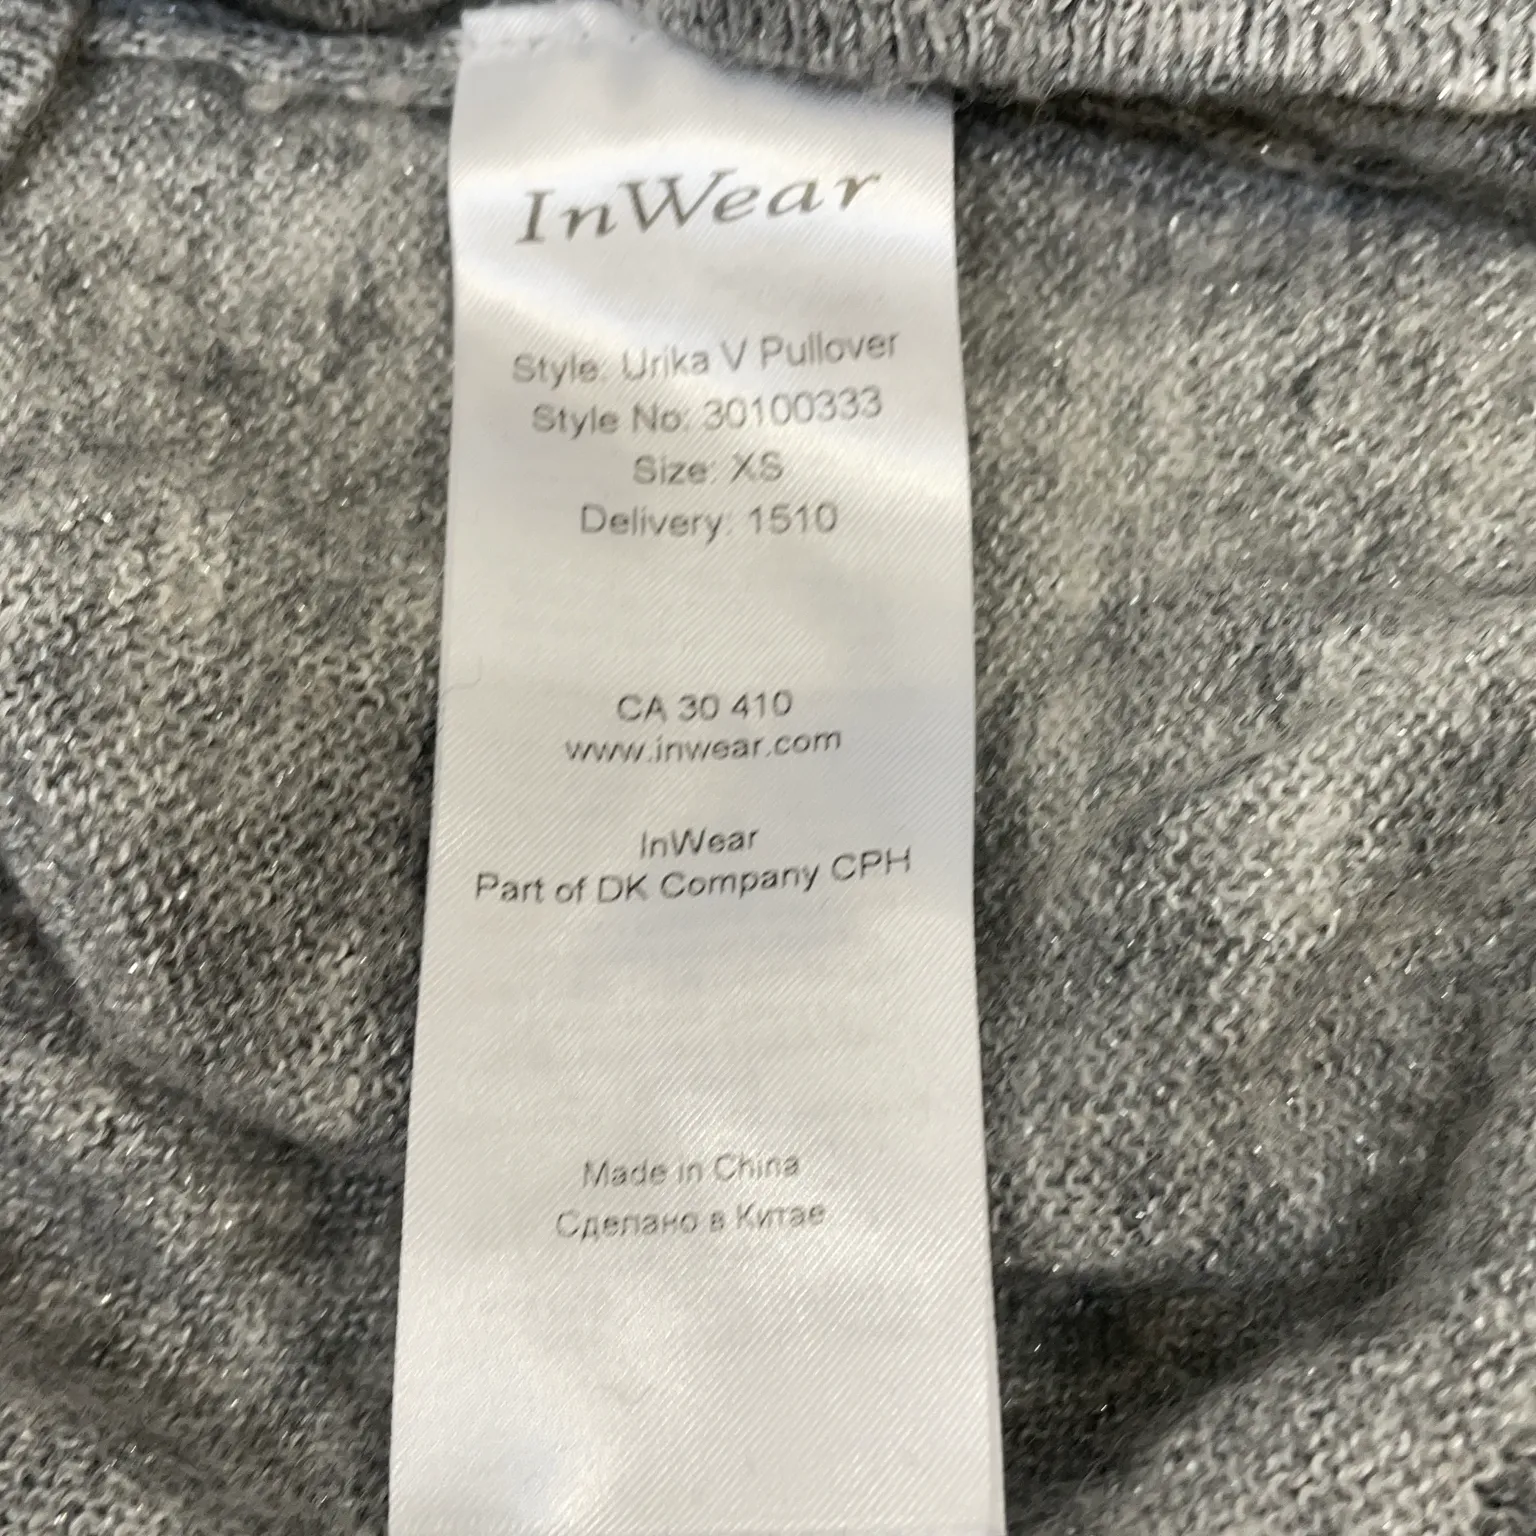 InWear
Style: Urika V Pullover
Style No: 30100333
Size: XS
Delivery: 1510
CA 30 410
www.inwear.com
InWear
Part of DK Company CPH
Made in China
Сделано в Китае